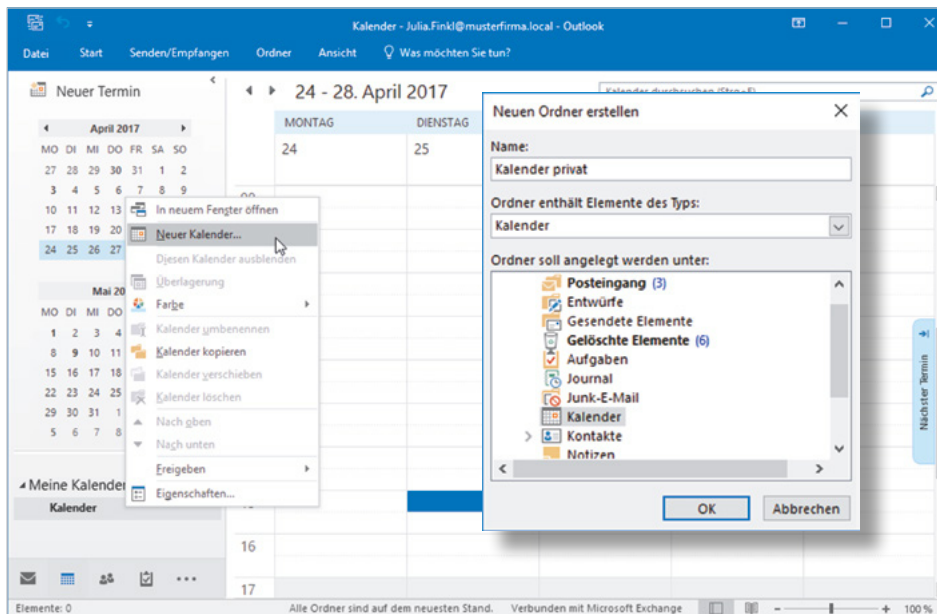 Kalender - Julia.Finkl@musterfirma.local - Outlook
Datei Start Senden/Empfangen Ordner Ansicht Was möchten Sie tun?
Neuer Termin
April 2017
MO DI MI DO FR SA SO
27 28 29 30 31 1 2
3 4 5 6 7 8 9
10 11 12 13
17 18 19 20
24 25 26 27
Mai 20
MO DI MI DO
1 2 3 4
8 9 10 11
15 16 17 18
22 23 24 25
29 30 31 1
5 6 7 8
Meine Kalender
Kalender
In neuem Fenster öffnen
Neuer Kalender...
Diesen Kalender ausblenden
Überlagerung
Farbe
Kalender umbenennen
Kalender kopieren
Kalender verschieben
Kalender löschen
Nach oben
Nach unten
Freigeben
Eigenschaften...
24 - 28. April 2017
Kalender durchsuchen (Strg+E)
MONTAG DIENSTAG
24 25
16
17
Neuen Ordner erstellen
Name:
Kalender privat
Ordner enthält Elemente des Typs:
Kalender
Ordner soll angelegt werden unter:
Posteingang (3)
Entwürfe
Gesendete Elemente
Gelöschte Elemente (6)
Aufgaben
Journal
Junk-E-Mail
Kalender
Kontakte
Notizen
OK Abbrechen
Nächster Termin
Elemente: 0 Alle Ordner sind auf dem neuesten Stand. Verbunden mit Microsoft Exchange 100 %